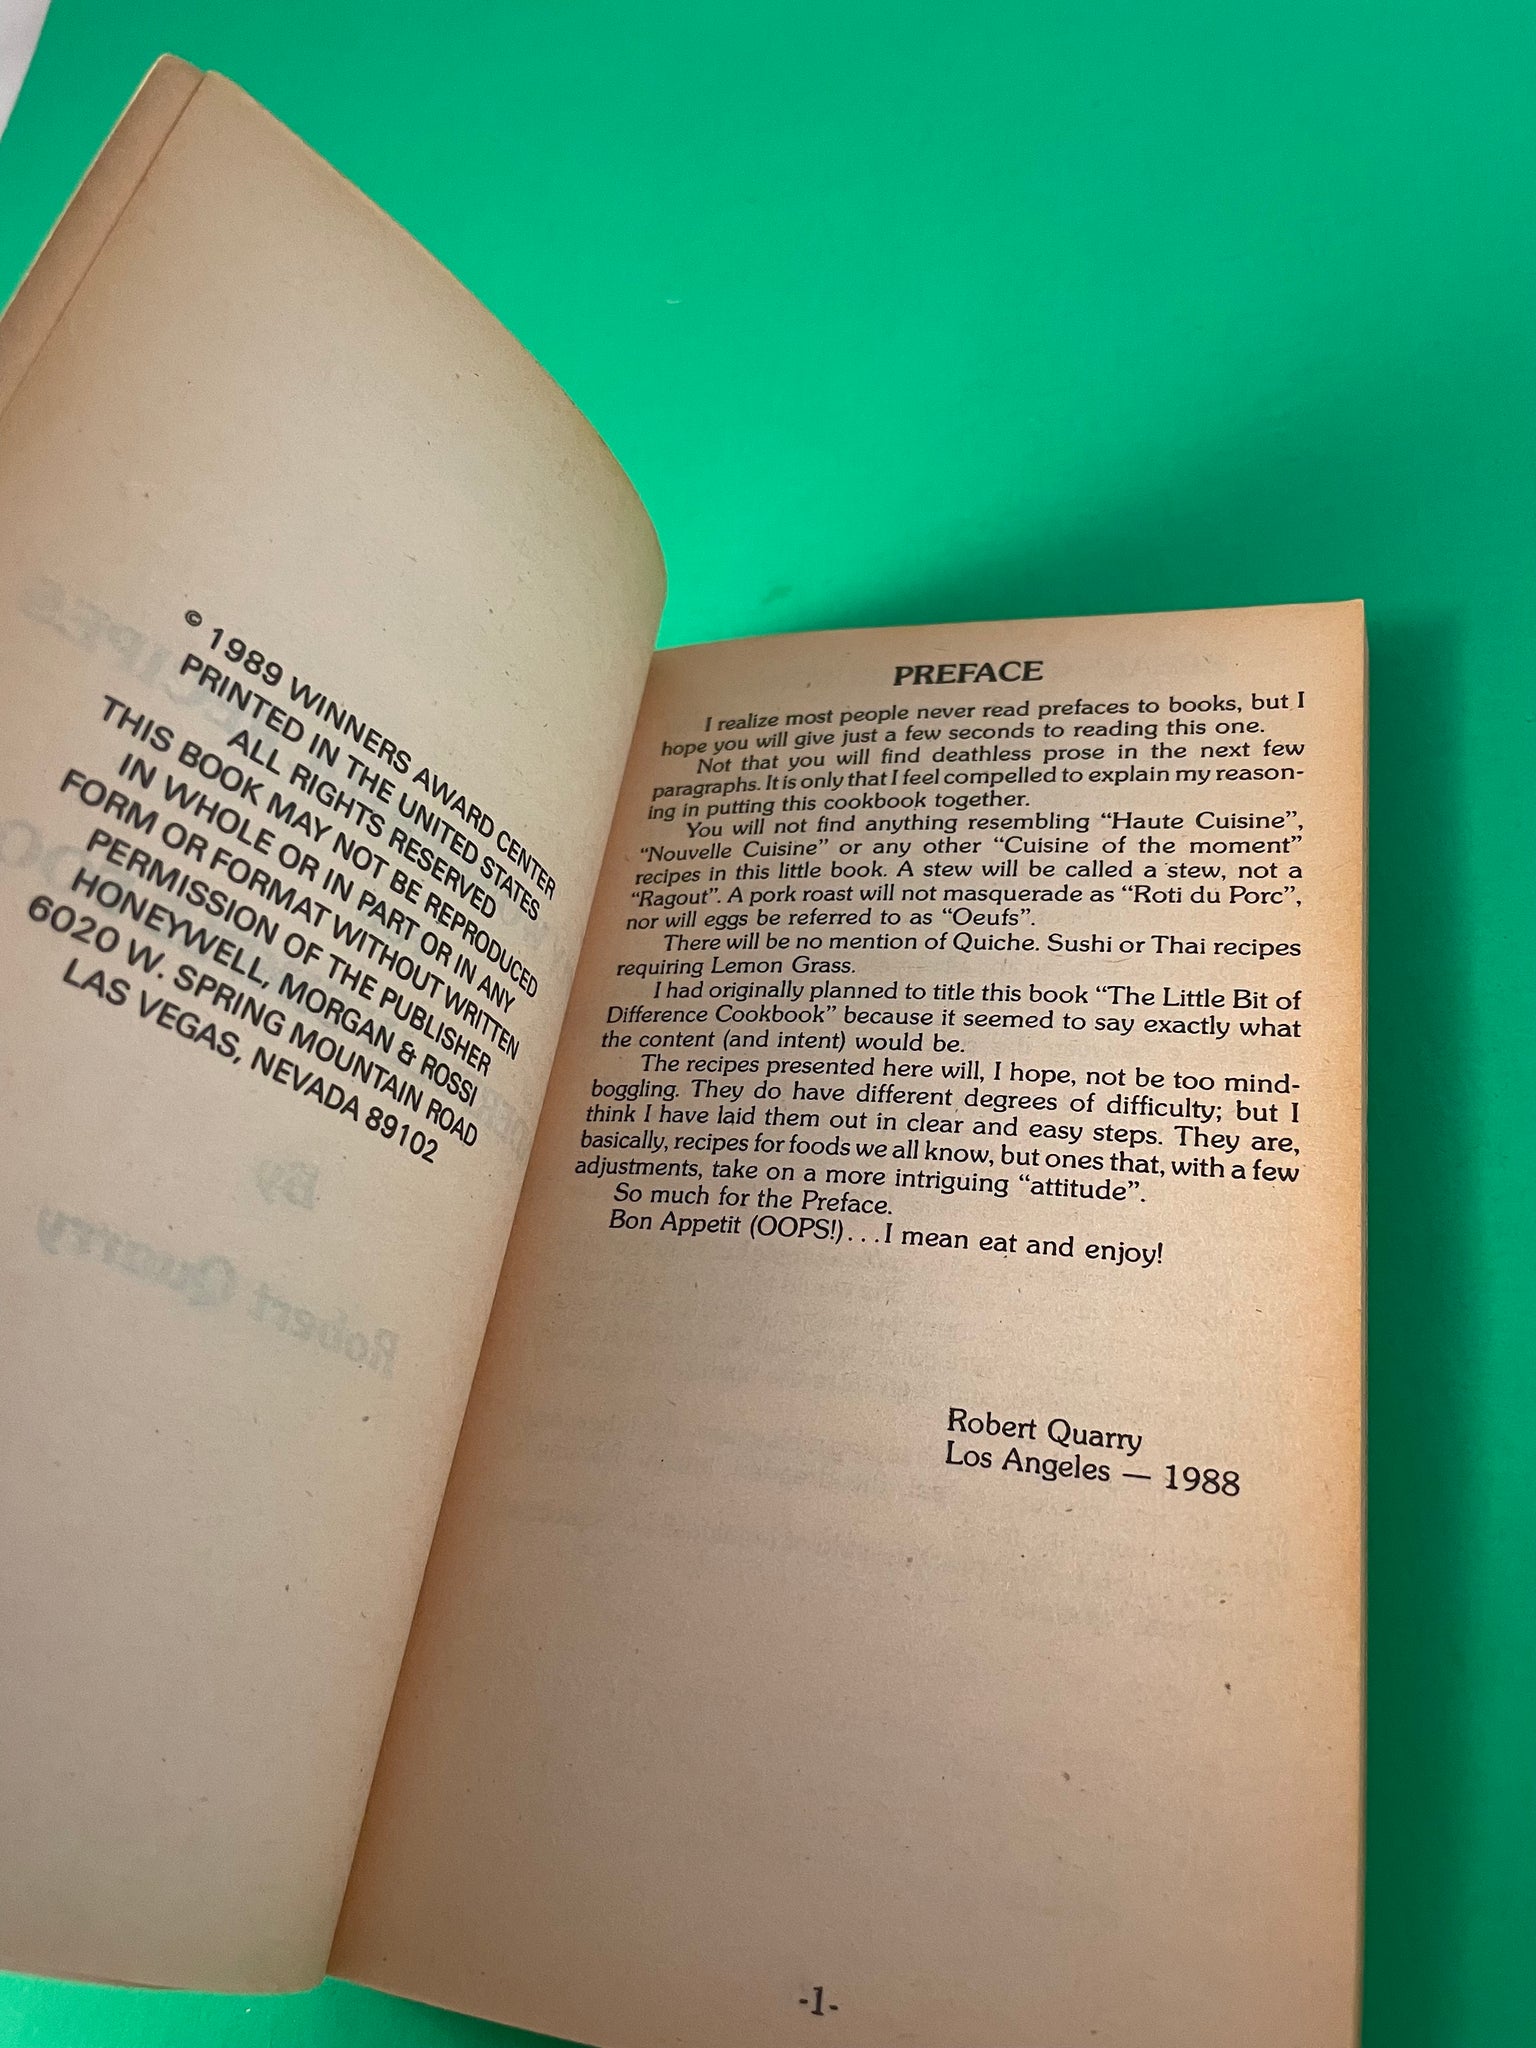 © 1989 WINNERS AWARD CENTER
PRINTED IN THE UNITED STATES
ALL RIGHTS RESERVED
THIS BOOK MAY NOT BE REPRODUCED
IN WHOLE OR IN PART OR IN ANY
FORM OR FORMAT WITHOUT WRITTEN
PERMISSION OF THE PUBLISHER
HONEYWELL, MORGAN & ROSSI
6020 W. SPRING MOUNTAIN ROAD
LAS VEGAS, NEVADA 89102
By
Robert Quarry
PREFACE
I realize most people never read prefaces to books, but I
hope you will give just a few seconds to reading this one.
Not that you will find deathless prose in the next few
paragraphs. It is only that I feel compelled to explain my reason-
ing in putting this cookbook together.
You will not find anything resembling “Haute Cuisine”,
“Nouvelle Cuisine” or any other “Cuisine of the moment”
recipes in this little book. A stew will be called a stew, not a
“Ragout”. A pork roast will not masquerade as “Roti du Porc”,
nor will eggs be referred to as “Oeufs”.
There will be no mention of Quiche. Sushi or Thai recipes
requiring Lemon Grass.
I had originally planned to title this book “The Little Bit of
Difference Cookbook” because it seemed to say exactly what
the content (and intent) would be.
The recipes presented here will, I hope, not be too mind-
boggling. They do have different degrees of difficulty; but I
think I have laid them out in clear and easy steps. They are,
basically, recipes for foods we all know, but ones that, with a few
adjustments, take on a more intriguing “attitude”.
So much for the Preface.
Bon Appetit (OOPS!)...I mean eat and enjoy!
Robert Quarry
Los Angeles — 1988
-1-